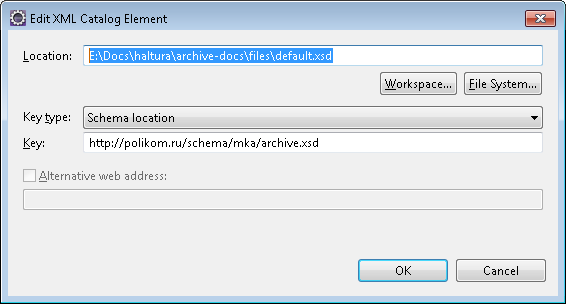 Edit XML Catalog Element
Location: E:\Docs\haltura\archive-docs\files\default.xsd
Workspace... File System...
Key type: Schema location
Key: http://polikom.ru/schema/mka/archive.xsd
Alternative web address:
OK Cancel